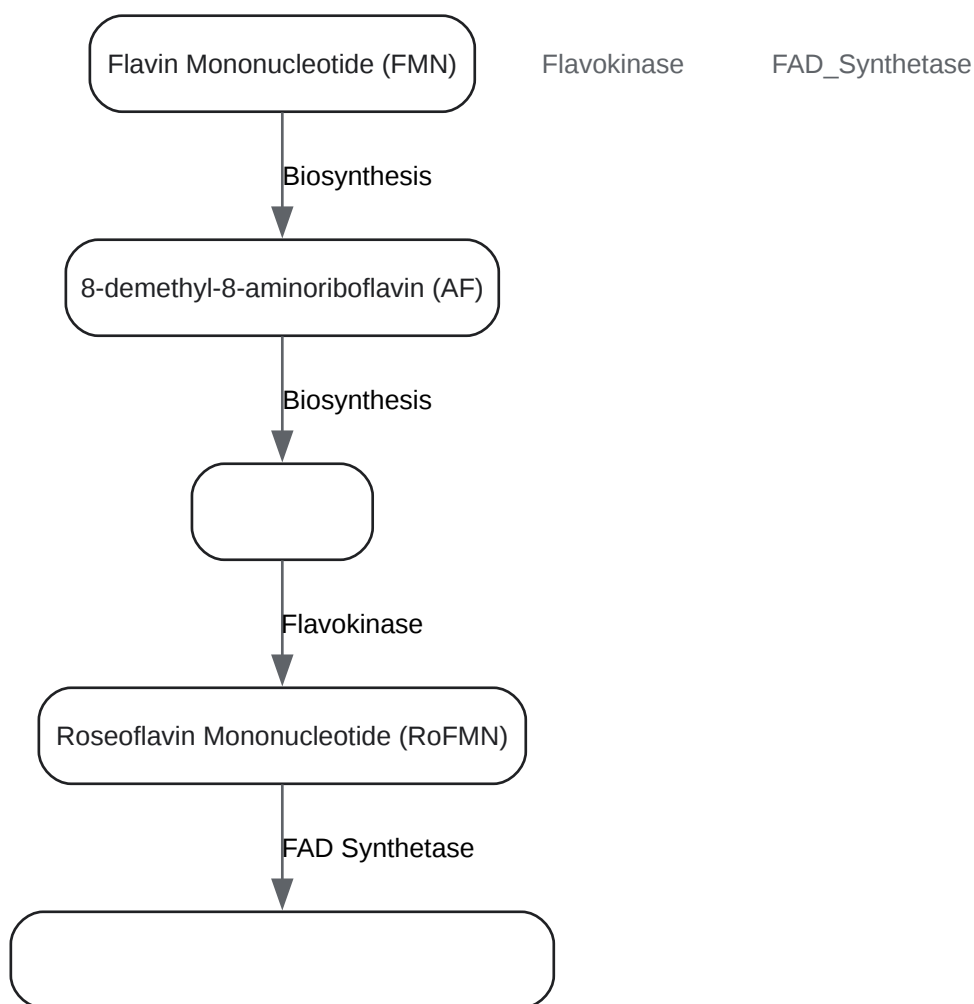 Flavin Mononucleotide (FMN)
Flavokinase
FAD_Synthetase
Biosynthesis
8-demethyl-8-aminoriboflavin (AF)
Biosynthesis
Flavokinase
Roseoflavin Mononucleotide (RoFMN)
FAD Synthetase